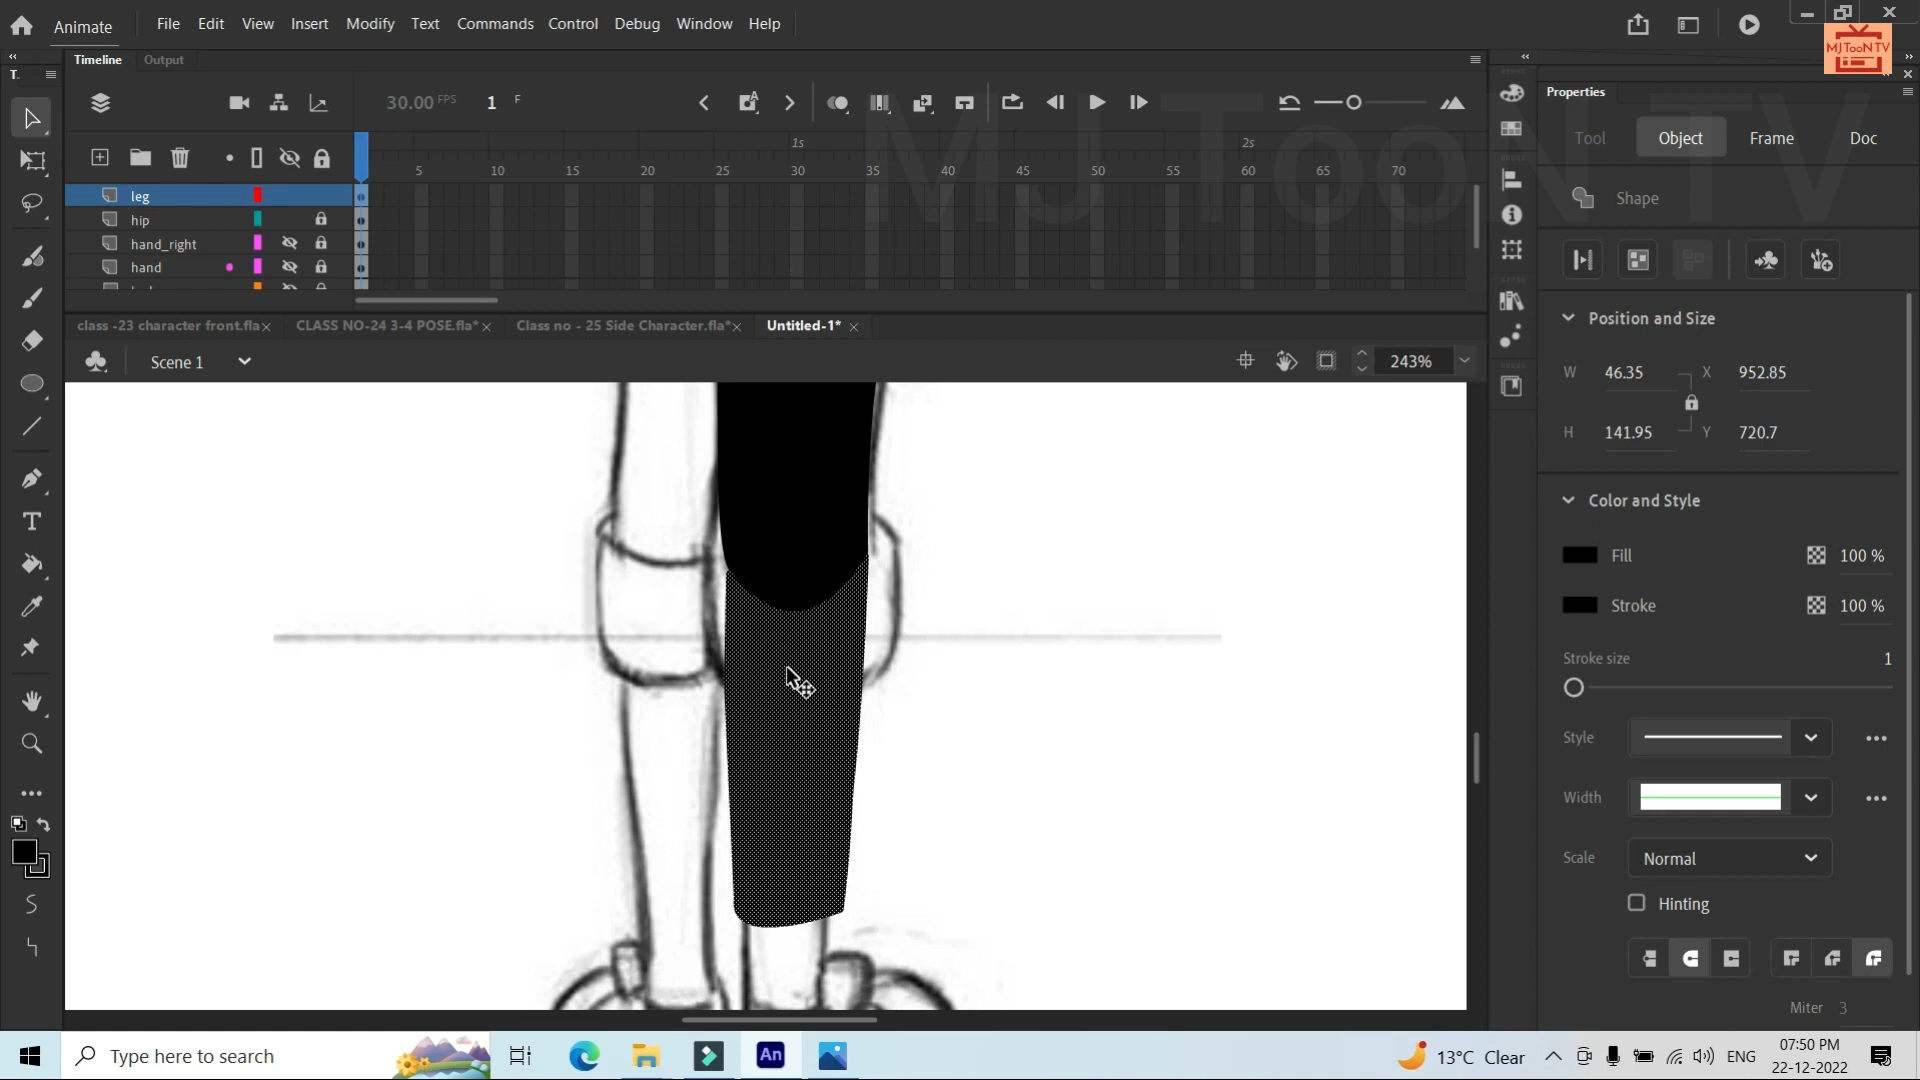 Animate File Edit View Insert Modify Text Commands Control Debug Window Help
MJTooN TV
Timeline Output
T.
Properties
30.00 FPS 1 F
Tool Object Frame Doc
1s 2s
5 10 15 20 25 30 35 40 45 50 55 60 65 70
MJ TooN TV
leg
Shape
hip
hand_right
hand
class -23 character front.fla× CLASS NO-24 3-4 POSE.fla*× Class no - 25 Side Character.fla*× Untitled-1* ×
Position and Size
Scene 1 243%
W 46.35 X 952.85
H 141.95 Y 720.7
Color and Style
Fill 100 %
Stroke 100 %
Stroke size 1
Style
Width
Scale Normal
Hinting
Miter 3
Type here to search
An
13°C Clear ENG
07:50 PM
22-12-2022